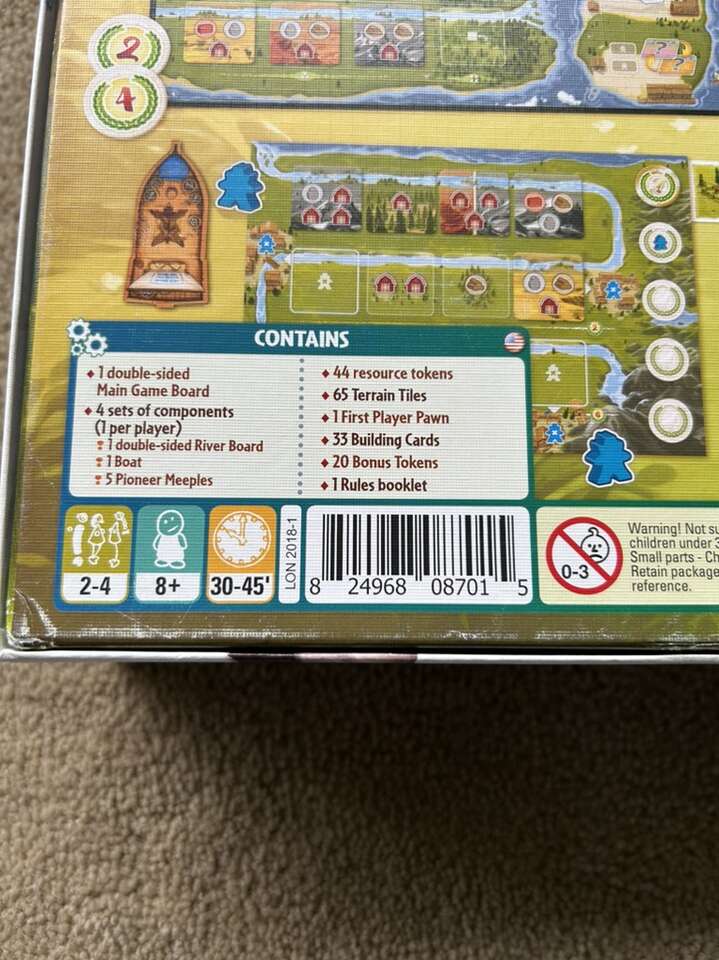 2
4
CONTAINS
1 double-sided
Main Game Board
4 sets of components
(1 per player)
1 double-sided River Board
1 Boat
5 Pioneer Meeples
44 resource tokens
65 Terrain Tiles
1 First Player Pawn
33 Building Cards
20 Bonus Tokens
1 Rules booklet
2-4
8+
30-45'
LON 2018-1
8 24968 08701 5
0-3
Warning! Not su
children under 3
Small parts - Ch
Retain package
reference.